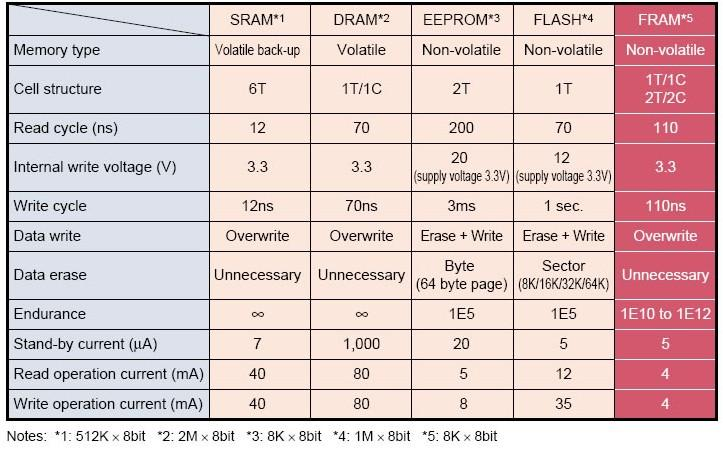 SRAM*1 DRAM*2 EEPROM*3 FLASH*4 FRAM*5
Memory type Volatile back-up Volatile Non-volatile Non-volatile Non-volatile
Cell structure 6T 1T/1C 2T 1T 1T/1C
2T/2C
Read cycle (ns) 12 70 200 70 110
Internal write voltage (V) 3.3 3.3 20 12 3.3
(supply voltage 3.3V) (supply voltage 3.3V)
Write cycle 12ns 70ns 3ms 1 sec. 110ns
Data write Overwrite Overwrite Erase + Write Erase + Write Overwrite
Data erase Unnecessary Unnecessary Byte Sector Unnecessary
(64 byte page) (8K/16K/32K/64K)
Endurance ∞ ∞ 1E5 1E5 1E10 to 1E12
Stand-by current (μA) 7 1,000 20 5 5
Read operation current (mA) 40 80 5 12 4
Write operation current (mA) 40 80 8 35 4
Notes: *1: 512K × 8bit *2: 2M × 8bit *3: 8K × 8bit *4: 1M × 8bit *5: 8K × 8bit